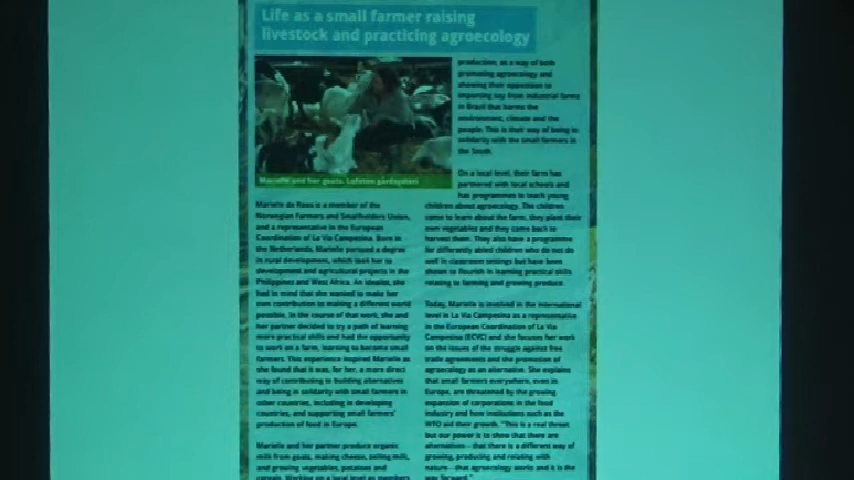 Life as a small farmer raising
livestock and practicing agroecology
Marielle and her goats. Lofoten gårdsysteri
Marielle de Roos is a member of the
Norwegian Farmers and Smallholders Union,
and a representative in the European
Coordination of La Via Campesina. Born in
the Netherlands, Marielle pursued a degree
in rural development, which took her to
development and agricultural projects in the
Philippines and West Africa. An idealist, she
had in mind that she wanted to make her
own contribution to making a different world
possible. In the course of that work, she and
her partner decided to try a path of learning
more practical skills and had the opportunity
to work on a farm, learning to become small
farmers. This experience inspired Marielle as
she found that it was, for her, a more direct
way of contributing in building alternatives
and being in solidarity with small farmers in
other countries, including in developing
countries, and supporting small farmers'
production of food in Europe.
Marielle and her partner produce organic
milk from goats, making cheese, selling milk,
and growing vegetables, potatoes and
cereals. Working on a local level as members
production, as a way of both
promoting agroecology and
showing their opposition to
importing soy from industrial farms
in Brazil that harms the
environment, climate and the
people. This is their way of being in
solidarity with the small farmers in
the South.
On a local level, their farm has
partnered with local schools and
has programmes to teach young
children about agroecology. The children
come to learn about the farm, they plant their
own vegetables and they come back to
harvest them. They also have a programme
for differently abled children who do not do
well in classroom settings but have been
shown to flourish in learning practical skills
relating to farming and growing produce.
Today, Marielle is involved in the international
level in La Via Campesina as a representative
in the European Coordination of La Via
Campesina (ECVC) and she focuses her work
on the issues of the struggle against free
trade agreements and the promotion of
agroecology as an alternative. She explains
that small farmers everywhere, even in
Europe, are threatened by the growing
expansion of corporations in the food
industry and how institutions such as the
WTO aid their growth. "This is a real threat
but our power is to show that there are
alternatives - that there is a different way of
growing, producing and relating with
nature - that agroecology works and it is the
way forward."